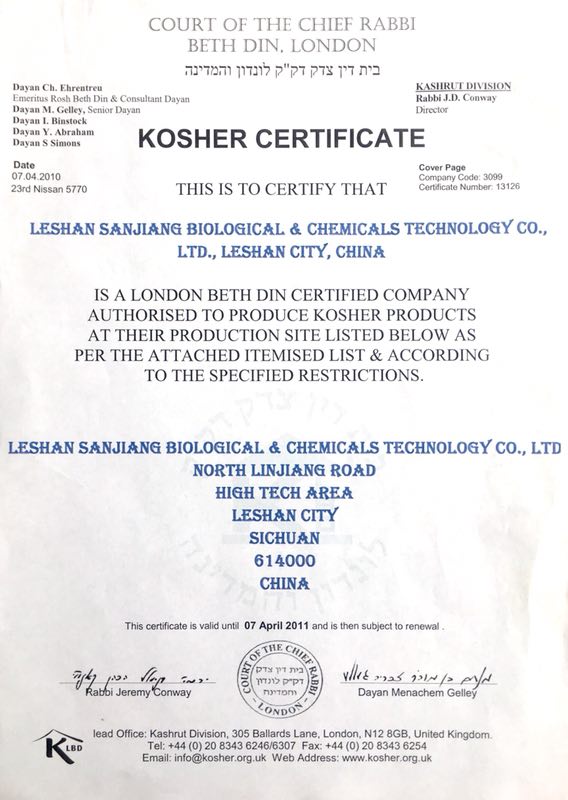 COURT OF THE CHIEF RABBI
BETH DIN, LONDON
בית דין צדק דק"ק לונדון והמדינה
Dayan Ch. Ehrentreu
Emeritus Rosh Beth Din & Consultant Dayan
Dayan M. Gelley, Senior Dayan
Dayan I. Binstock
Dayan Y. Abraham
Dayan S Simons
KASHRUT DIVISION
Rabbi J.D. Conway
Director
KOSHER CERTIFICATE
Date
07.04.2010
23rd Nissan 5770
Cover Page
Company Code: 3099
Certificate Number: 13126
THIS IS TO CERTIFY THAT
LESHAN SANJIANG BIOLOGICAL & CHEMICALS TECHNOLOGY CO.,
LTD., LESHAN CITY, CHINA
IS A LONDON BETH DIN CERTIFIED COMPANY
AUTHORISED TO PRODUCE KOSHER PRODUCTS
AT THEIR PRODUCTION SITE LISTED BELOW AS
PER THE ATTACHED ITEMISED LIST & ACCORDING
TO THE SPECIFIED RESTRICTIONS.
LESHAN SANJIANG BIOLOGICAL & CHEMICALS TECHNOLOGY CO., LTD
NORTH LINJIANG ROAD
HIGH TECH AREA
LESHAN CITY
SICHUAN
614000
CHINA
This certificate is valid until 07 April 2011 and is then subject to renewal .
Rabbi Jeremy Conway
COURT OF THE CHIEF RABBI
בית דין צדק
דק"ק לונדון
והמדינה
LONDON
Dayan Menachem Gelley
K LBD
lead Office: Kashrut Division, 305 Ballards Lane, London, N12 8GB, United Kingdom.
Tel: +44 (0) 20 8343 6246/6307 Fax: +44 (0) 20 8343 6254
Email: info@kosher.org.uk Web Address: www.kosher.org.uk